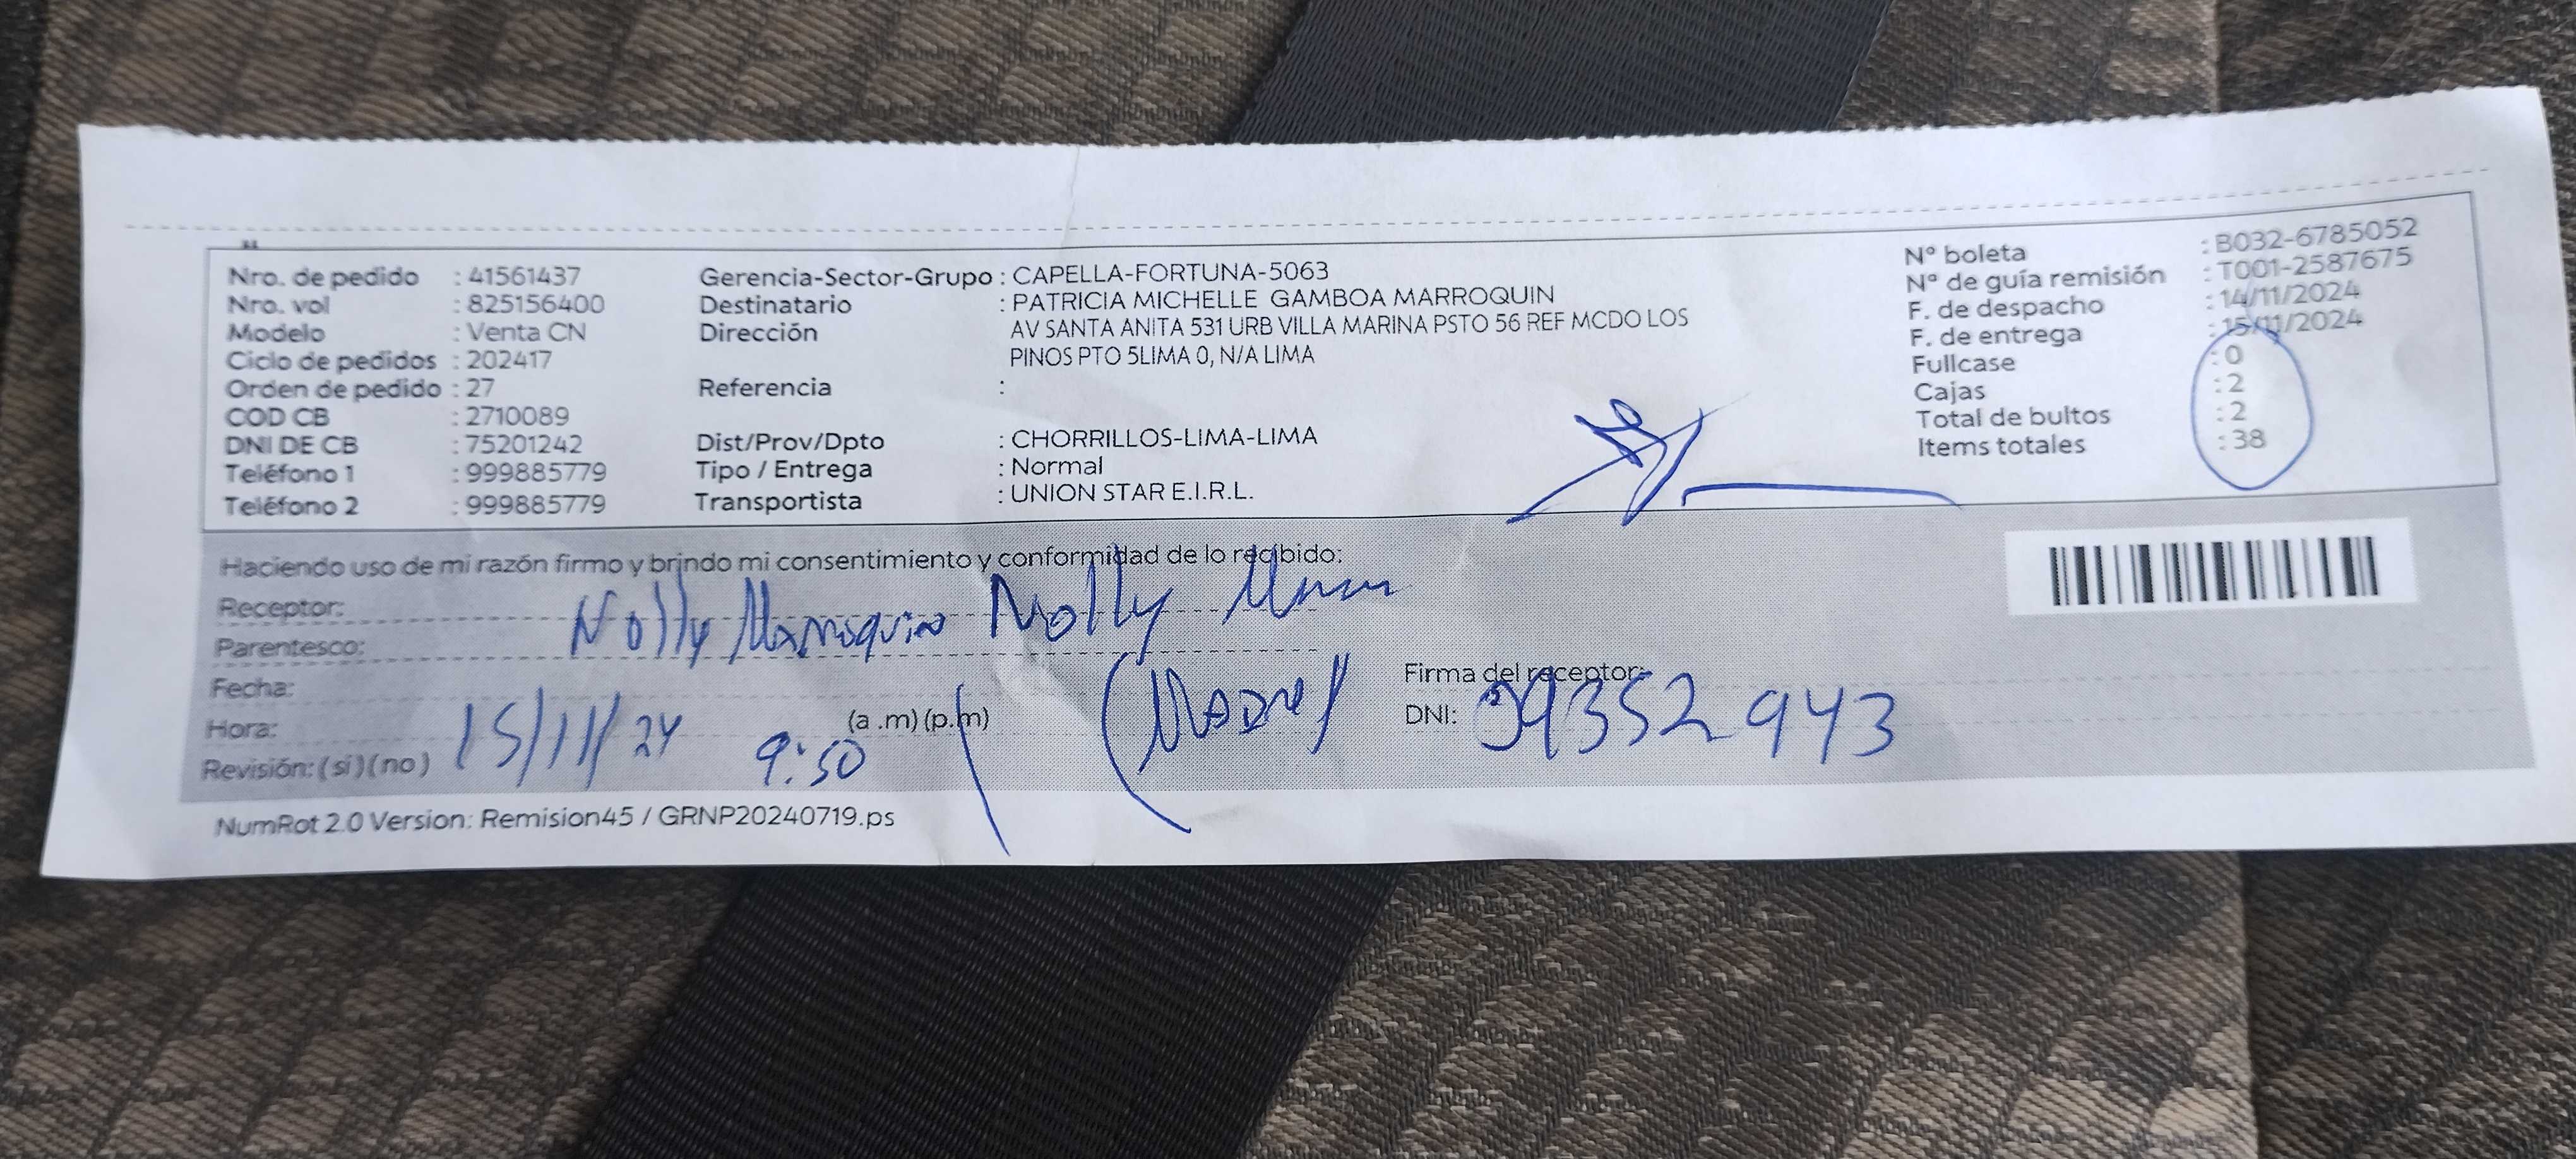 Nro. de pedido : 41561437
Nro. vol : 825156400
Modelo : Venta CN
Ciclo de pedidos : 202417
Orden de pedido : 27
COD CB : 2710089
DNI DE CB : 75201242
Teléfono 1 : 999885779
Teléfono 2 : 999885779
Gerencia-Sector-Grupo : CAPELLA-FORTUNA-5063
Destinatario : PATRICIA MICHELLE GAMBOA MARROQUIN
Dirección AV SANTA ANITA 531 URB VILLA MARINA PSTO 56 REF MCDO LOS
PINOS PTO 5LIMA 0, N/A LIMA
Referencia :
Dist/Prov/Dpto : CHORRILLOS-LIMA-LIMA
Tipo / Entrega : Normal
Transportista : UNION STAR E.I.R.L.
Nº boleta : B032-6785052
Nº de guía remisión : T001-2587675
F. de despacho : 14/11/2024
F. de entrega : 15/11/2024
Fullcase : 0
Cajas : 2
Total de bultos : 2
Items totales : 38
Haciendo uso de mi razón firmo y brindo mi consentimiento y conformidad de lo recibido:
Receptor:
Nolly Marroquin Nolly
Parentesco:
(Madre)
Firma del receptor:
Fecha:
DNI: 09352943
Hora: (a .m) (p.m)
15/11/24 9:50
Revisión: (sí) (no)
NumRot 2.0 Version: Remision45 / GRNP20240719.ps